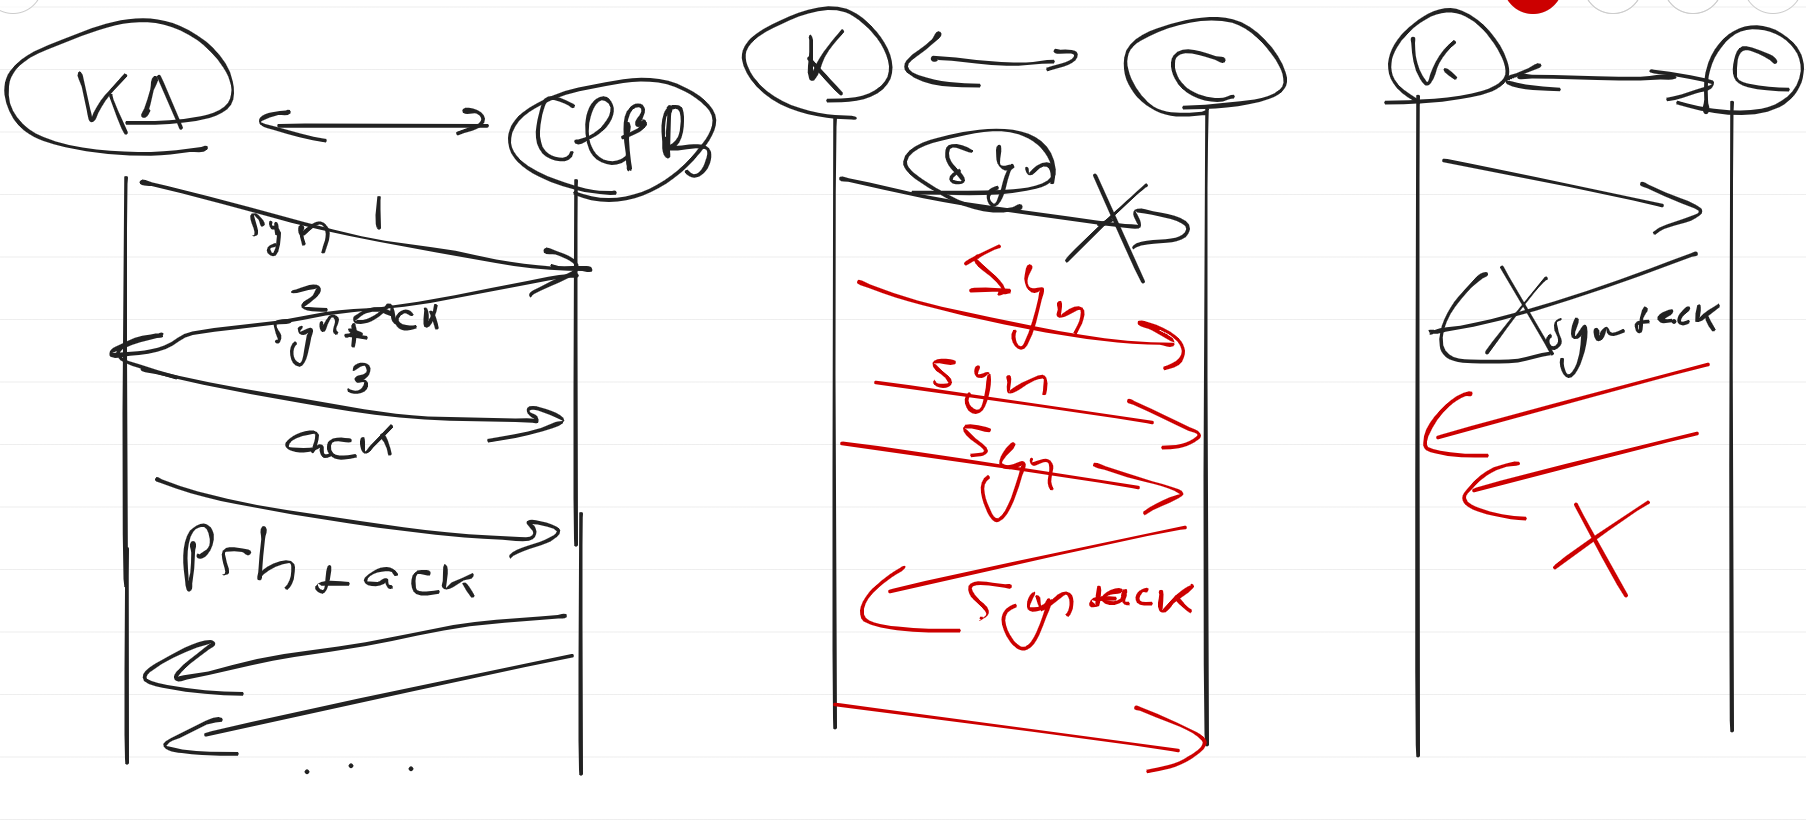 КЛ
СЕРВ
1
syn
2
syn+ack
3
ack
Psh+ack
...
К
С
syn
syn
syn
syn
syn+ack
К
С
syn+ack